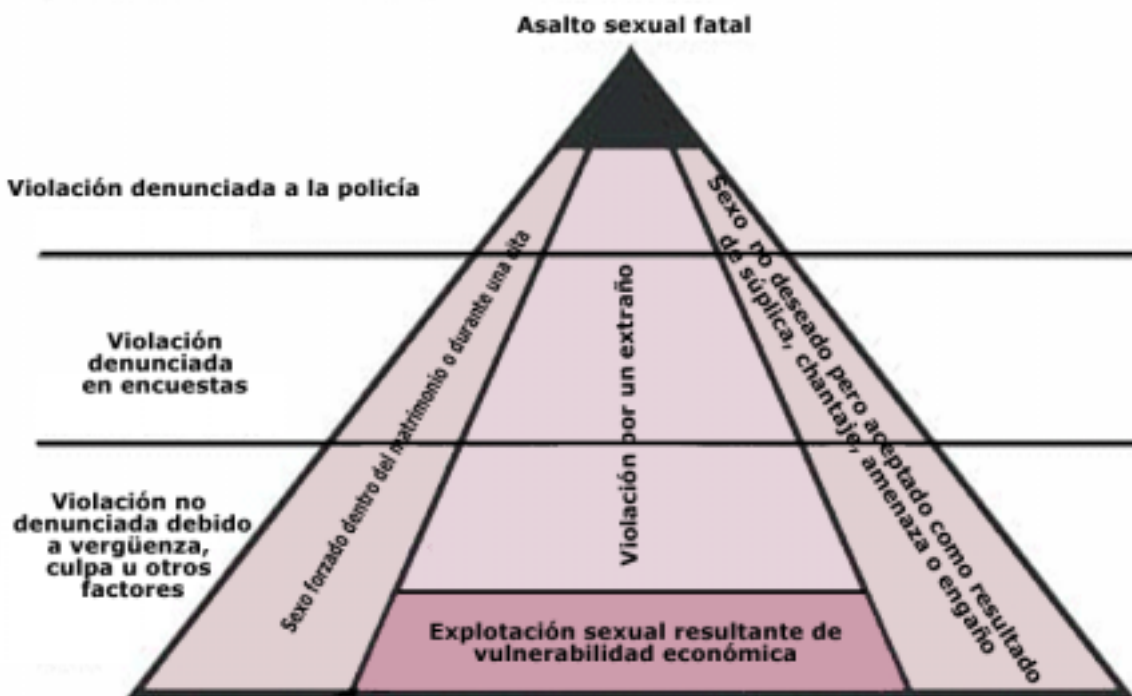 Asalto sexual fatal
Violación denunciada a la policía
Violación
denunciada
en encuestas
Violación no
denunciada debido
a vergüenza,
culpa u otros
factores
Sexo forzado dentro del matrimonio o durante una cita
Violación por un extraño
Sexo no deseado pero aceptado como resultado
de súplica, chantaje, amenaza o engaño
Explotación sexual resultante de
vulnerabilidad económica